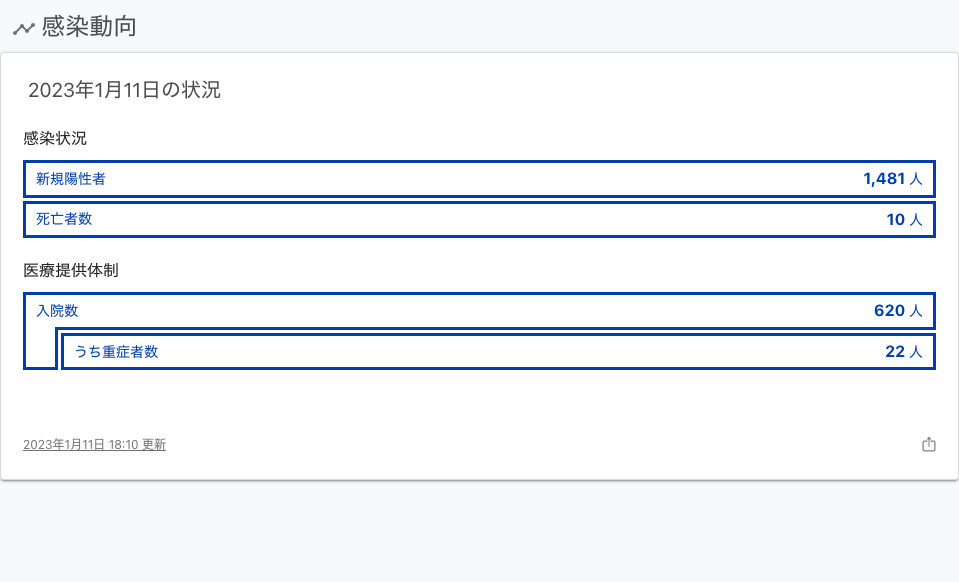 感染動向
2023年1月11日の状況
感染状況
新規陽性者 1,481 人
死亡者数 10 人
医療提供体制
入院数 620 人
うち重症者数 22 人
2023年1月11日 18:10 更新